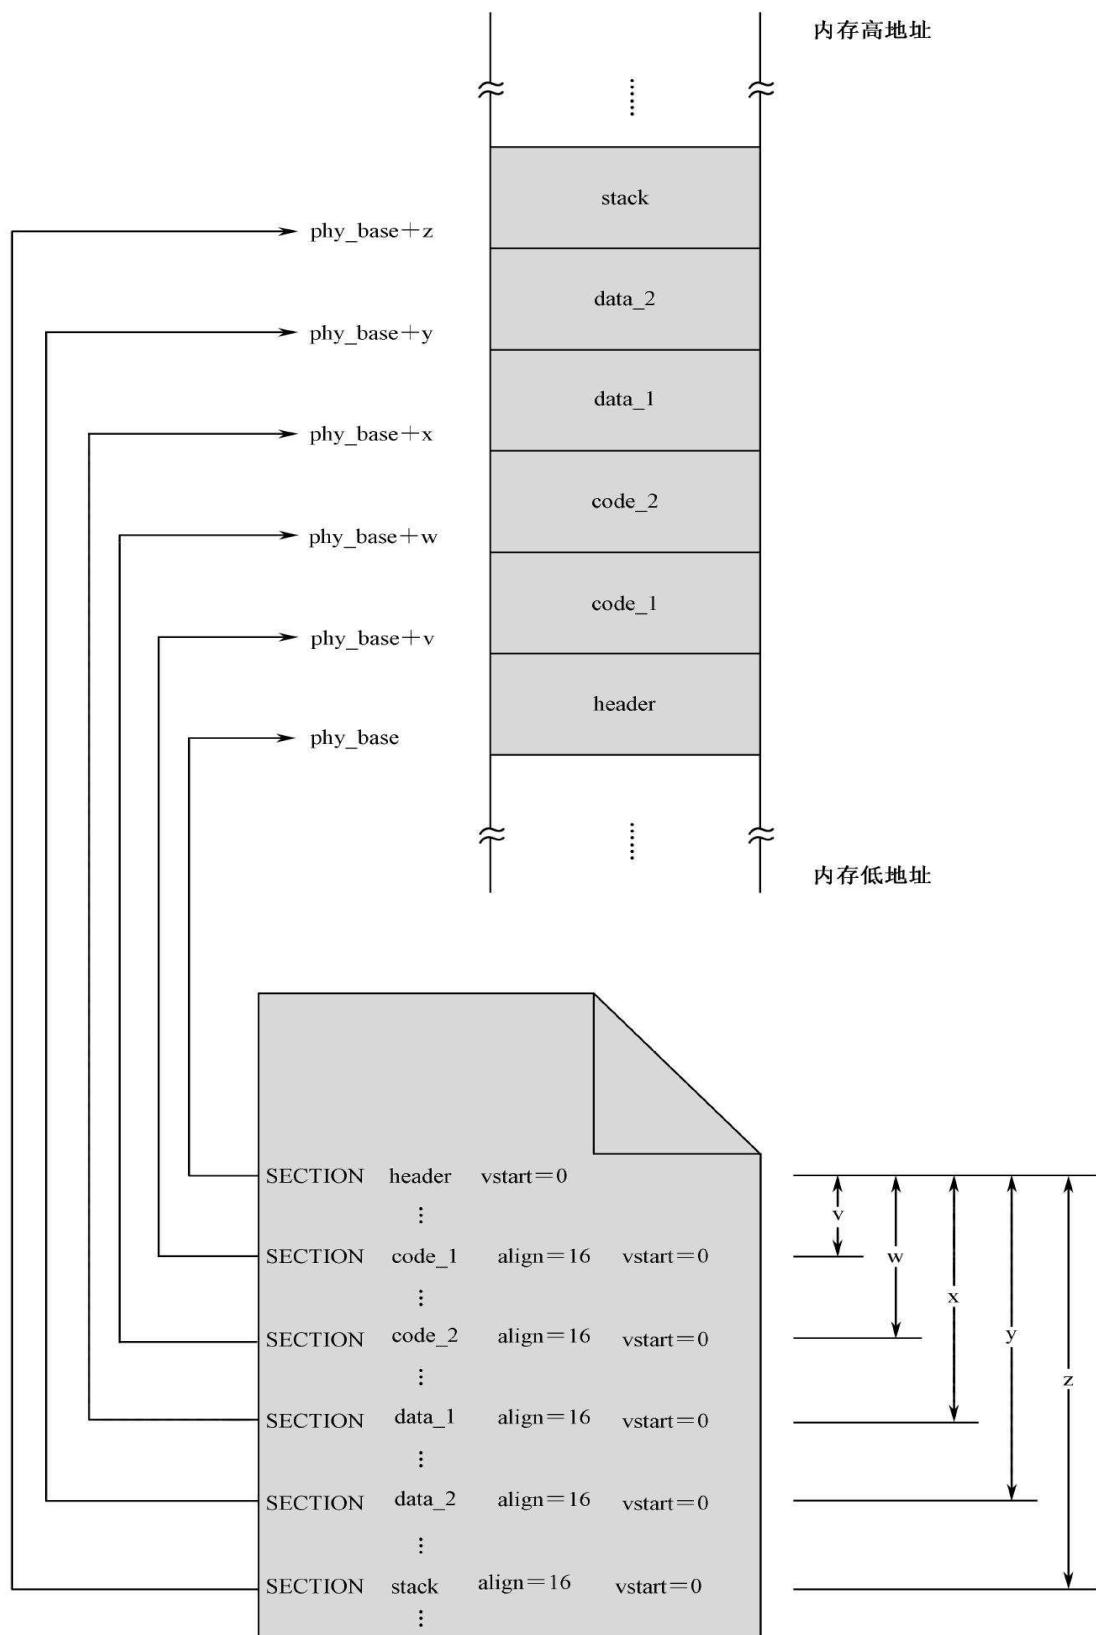 内存高地址
⋮
stack
phy_base+z
data_2
phy_base+y
data_1
phy_base+x
code_2
phy_base+w
code_1
phy_base+v
header
phy_base
⋮
内存低地址
SECTION header vstart=0
⋮
v
SECTION code_1 align=16 vstart=0
w
⋮
x
SECTION code_2 align=16 vstart=0
y
⋮
z
SECTION data_1 align=16 vstart=0
⋮
SECTION data_2 align=16 vstart=0
⋮
SECTION stack align=16 vstart=0
⋮